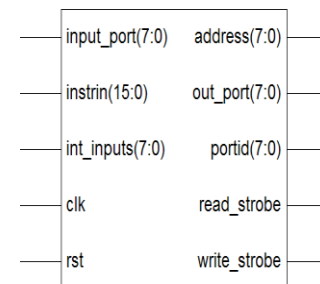 input_port(7:0) address(7:0)
instrin(15:0) out_port(7:0)
int_inputs(7:0) portid(7:0)
clk read_strobe
rst write_strobe